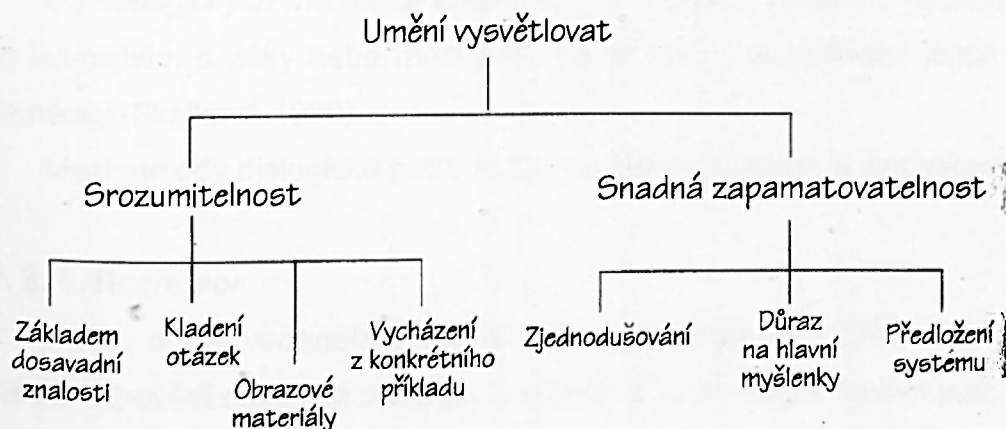 Umění vysvětlovat
Srozumitelnost
Snadná zapamatovatelnost
Základem
dosavadní
znalosti
Kladení
otázek
Obrazové
materiály
Vycházení
z konkrétního
příkladu
Zjednodušování
Důraz
na hlavní
myšlenky
Předložení
systému